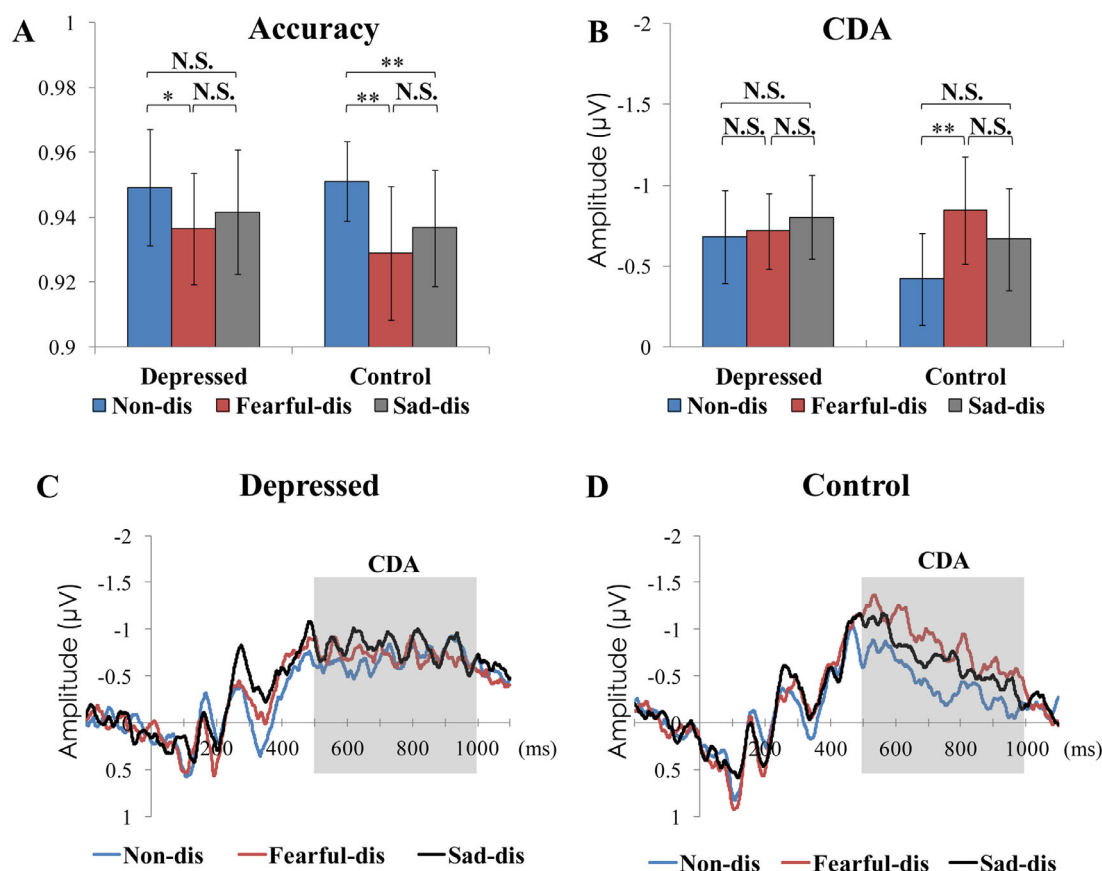 A
Accuracy
1
0.98
0.96
0.94
0.92
0.9
N.S.
**
* N.S.
** N.S.
Depressed Control
Non-dis Fearful-dis Sad-dis
B
CDA
Amplitude (µV)
-2
-1.5
-1
-0.5
0
N.S.
N.S.
N.S. N.S.
** N.S.
Depressed Control
Non-dis Fearful-dis Sad-dis
C
Depressed
Amplitude (µV)
-2
-1.5
-1
-0.5
0
0.5
1
CDA
200 400 600 800 1000 (ms)
Non-dis Fearful-dis Sad-dis
D
Control
Amplitude (µV)
-2
-1.5
-1
-0.5
0
0.5
1
CDA
200 400 600 800 1000 (ms)
Non-dis Fearful-dis Sad-dis